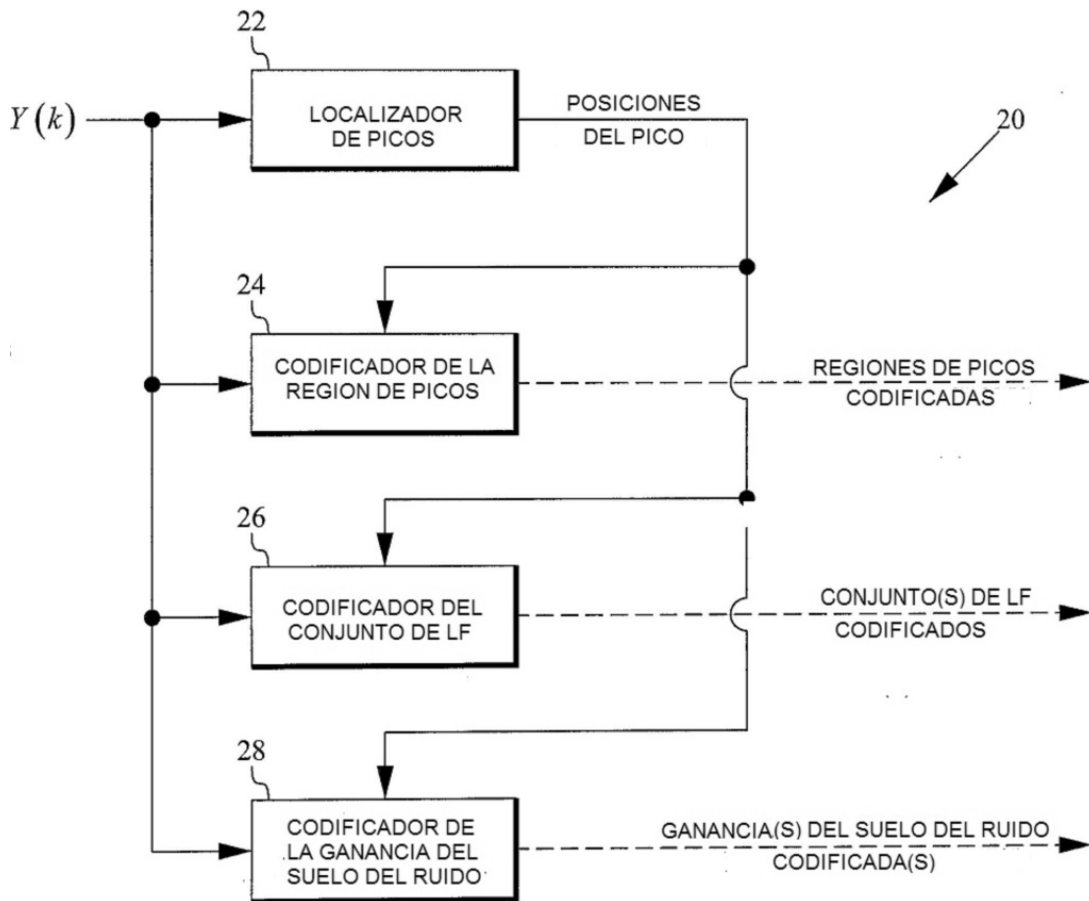 22
Y(k)
LOCALIZADOR
DE PICOS
POSICIONES
DEL PICO
20
24
CODIFICADOR DE LA
REGION DE PICOS
REGIONES DE PICOS
CODIFICADAS
26
CODIFICADOR DEL
CONJUNTO DE LF
CONJUNTO(S) DE LF
CODIFICADOS
28
CODIFICADOR DE
LA GANANCIA DEL
SUELO DEL RUIDO
GANANCIA(S) DEL SUELO DEL RUIDO
CODIFICADA(S)